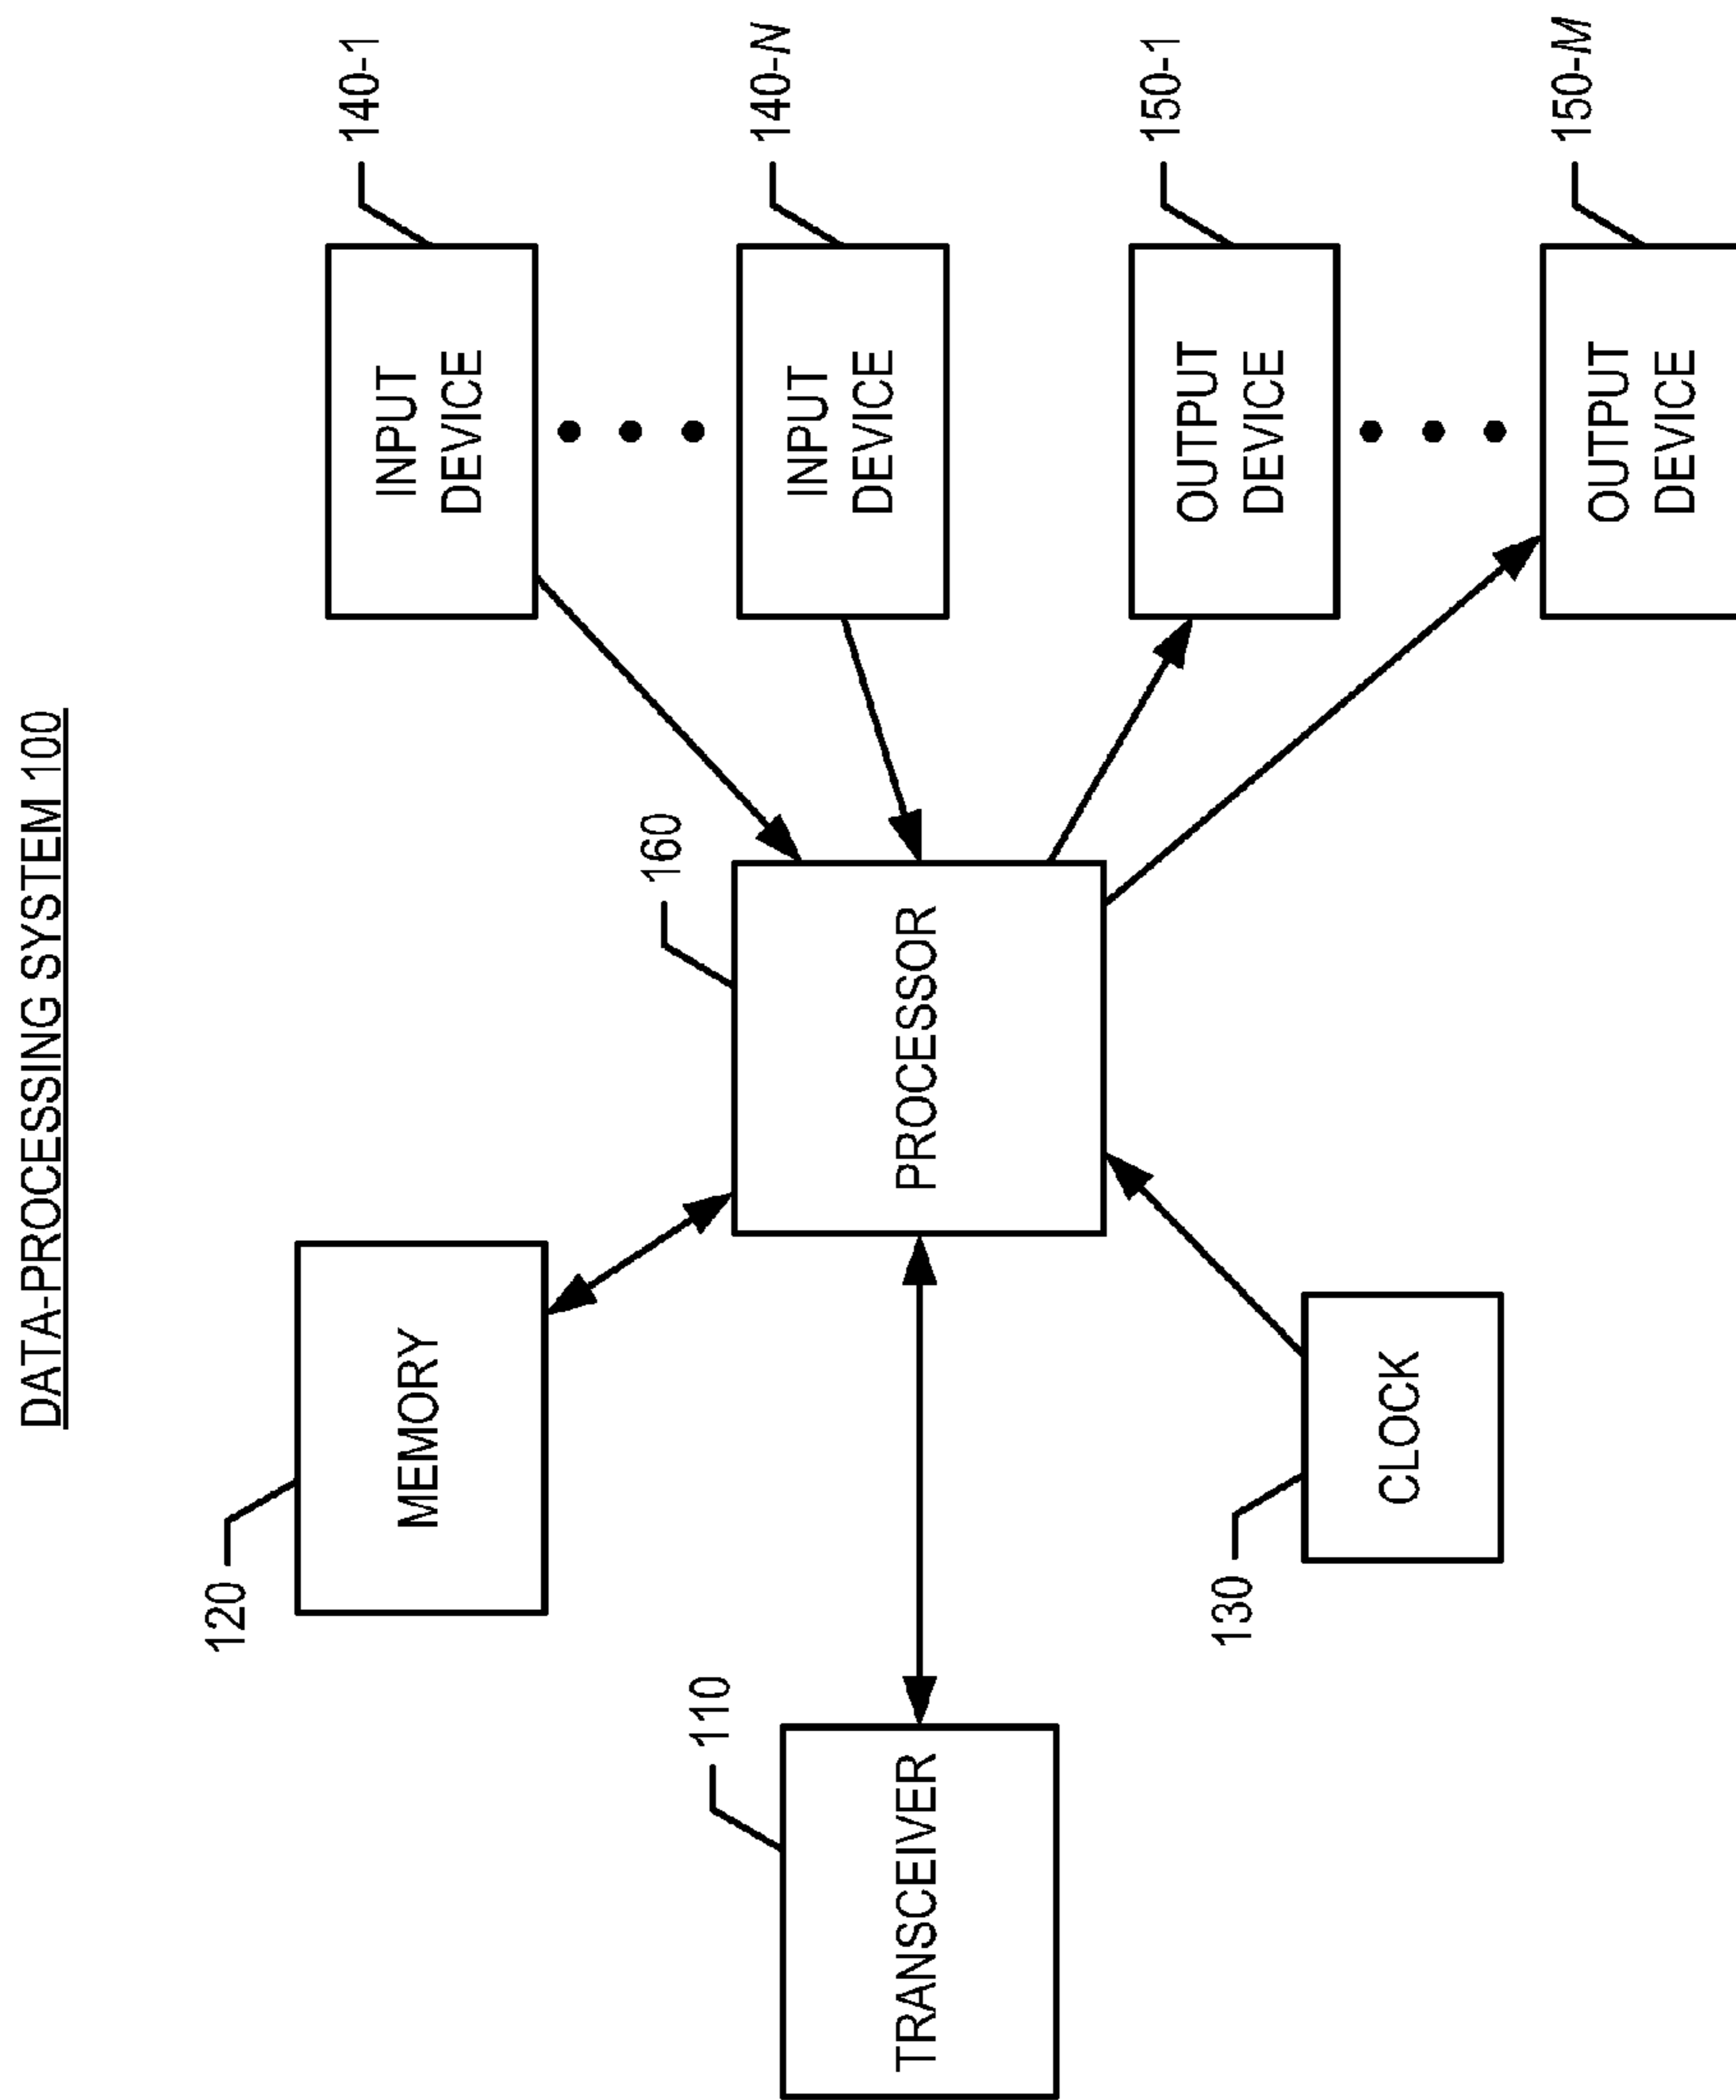 DATA-PROCESSING SYSTEM 100
120
MEMORY
110
TRANSCEIVER
130
CLOCK
160
PROCESSOR
INPUT
DEVICE
140-1
INPUT
DEVICE
140-N
OUTPUT
DEVICE
150-1
OUTPUT
DEVICE
150-M